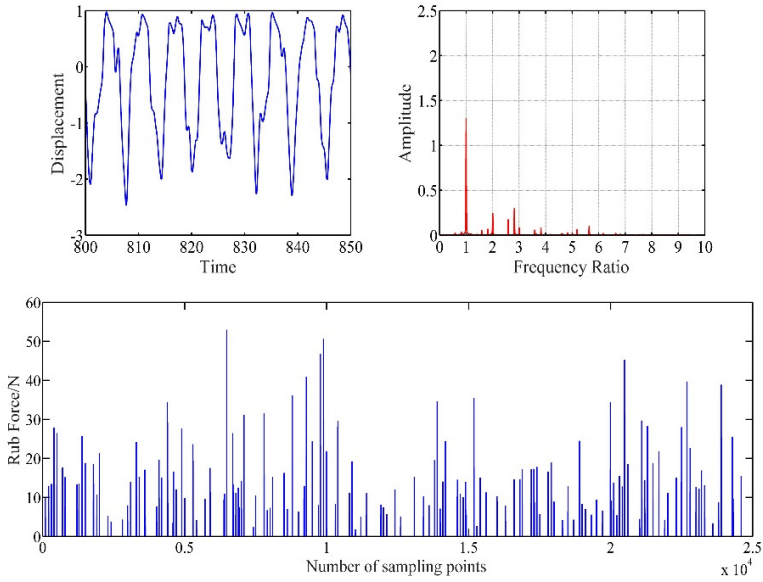 1
0
-1
-2
-3
Displacement
800 810 820 830 840 850
Time
2.5
2
1.5
1
0.5
0
Amplitude
0 1 2 3 4 5 6 7 8 9 10
Frequency Ratio
60
50
40
30
20
10
0
Rub Force/N
0 0.5 1.0 1.5 2.0 2.5
Number of sampling points
x 10⁴